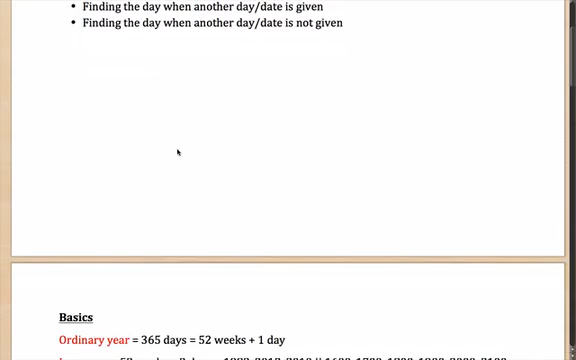 • Finding the day when another day/date is given
• Finding the day when another day/date is not given
Basics
Ordinary year = 365 days = 52 weeks + 1 day